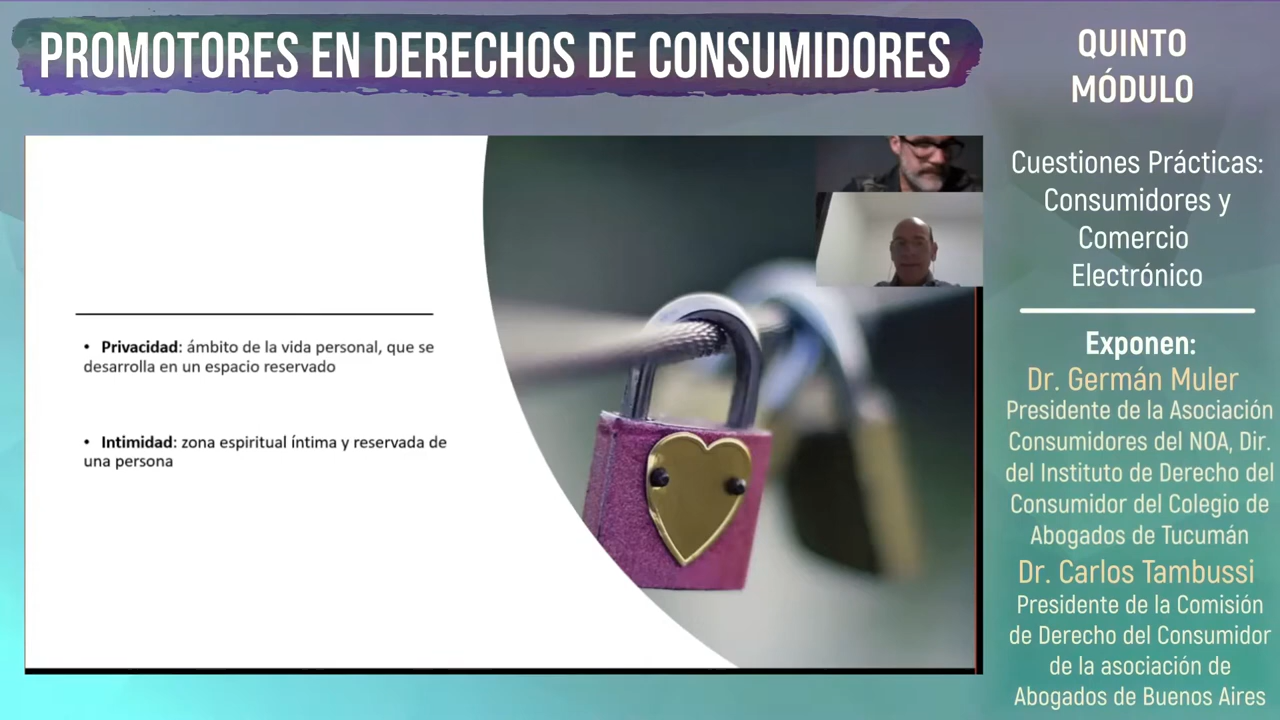 PROMOTORES EN DERECHOS DE CONSUMIDORES
• Privacidad: ámbito de la vida personal, que se
desarrolla en un espacio reservado
• Intimidad: zona espiritual íntima y reservada de
una persona
QUINTO
MÓDULO
Cuestiones Prácticas:
Consumidores y
Comercio
Electrónico
Exponen:
Dr. Germán Muler
Presidente de la Asociación
Consumidores del NOA, Dir.
del Instituto de Derecho del
Consumidor del Colegio de
Abogados de Tucumán
Dr. Carlos Tambussi
Presidente de la Comisión
de Derecho del Consumidor
de la asociación de
Abogados de Buenos Aires